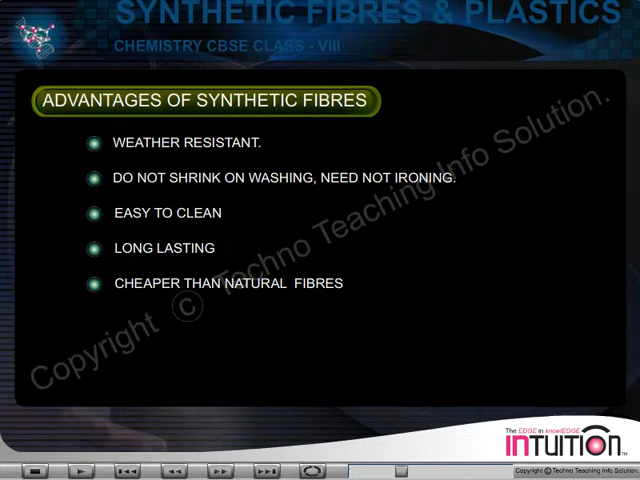 SYNTHETIC FIBRES & PLASTICS
CHEMISTRY CBSE CLASS - VIII
ADVANTAGES OF SYNTHETIC FIBRES
WEATHER RESISTANT.
DO NOT SHRINK ON WASHING, NEED NOT IRONING.
EASY TO CLEAN
LONG LASTING
CHEAPER THAN NATURAL FIBRES
Copyright © Techno Teaching Info Solution.
The EDGE in knowlEDGE
INTUITION™
Copyright © Techno Teaching Info Solution.